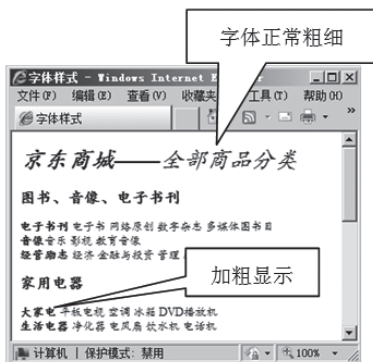 字体正常粗细
字体样式 - Windows Internet Explorer
文件(F) 编辑(E) 查看(V) 收藏夹 工具(T) 帮助(H)
字体样式
京东商城——全部商品分类
图书、音像、电子书刊
电子书刊 电子书 网络原创 数字杂志 多媒体图书目
音像 音乐 影视 教育音像
经管励志 经济 金融与投资 管理
加粗显示
家用电器
大家电 平板电视 空调 冰箱 DVD播放机
生活电器 净化器 电风扇 饮水机 电话机
计算机 | 保护模式: 禁用
100%